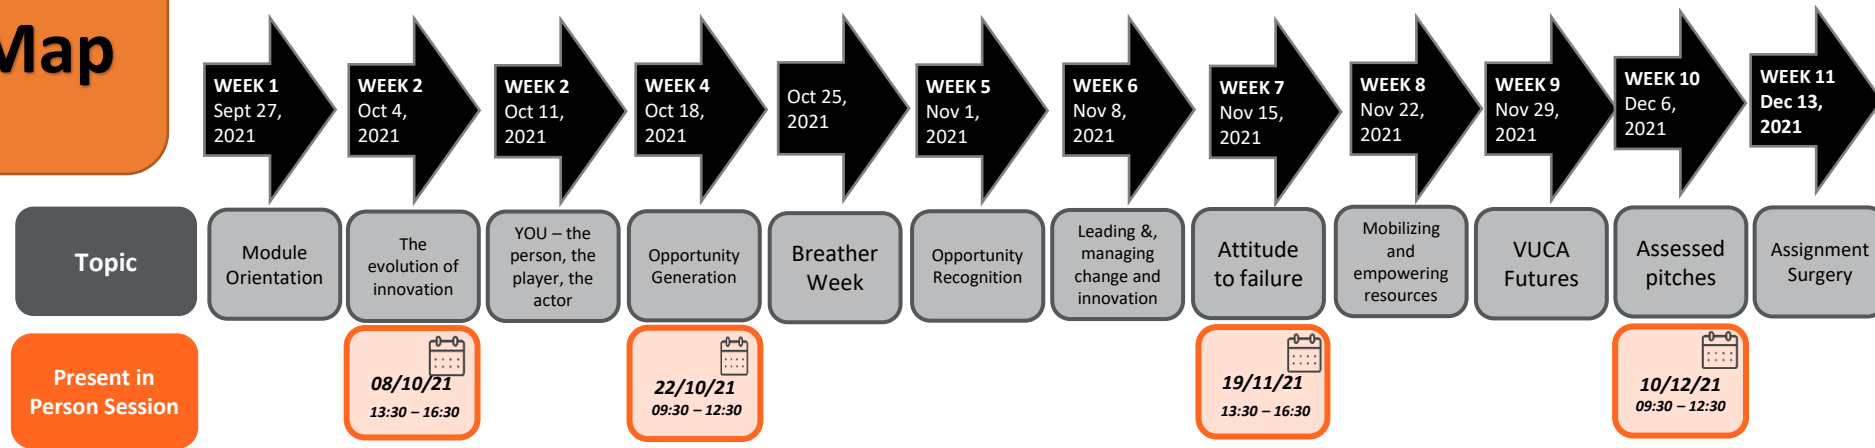 Map
WEEK 1
Sept 27,
2021
WEEK 2
Oct 4,
2021
WEEK 2
Oct 11,
2021
WEEK 4
Oct 18,
2021
Oct 25,
2021
WEEK 5
Nov 1,
2021
WEEK 6
Nov 8,
2021
WEEK 7
Nov 15,
2021
WEEK 8
Nov 22,
2021
WEEK 9
Nov 29,
2021
WEEK 10
Dec 6,
2021
WEEK 11
Dec 13,
2021
Topic
Module
Orientation
The
evolution of
innovation
YOU – the
person, the
player, the
actor
Opportunity
Generation
Breather
Week
Opportunity
Recognition
Leading &,
managing
change and
innovation
Attitude
to failure
Mobilizing
and
empowering
resources
VUCA
Futures
Assessed
pitches
Assignment
Surgery
Present in
Person Session
08/10/21
13:30 – 16:30
22/10/21
09:30 – 12:30
19/11/21
13:30 – 16:30
10/12/21
09:30 – 12:30